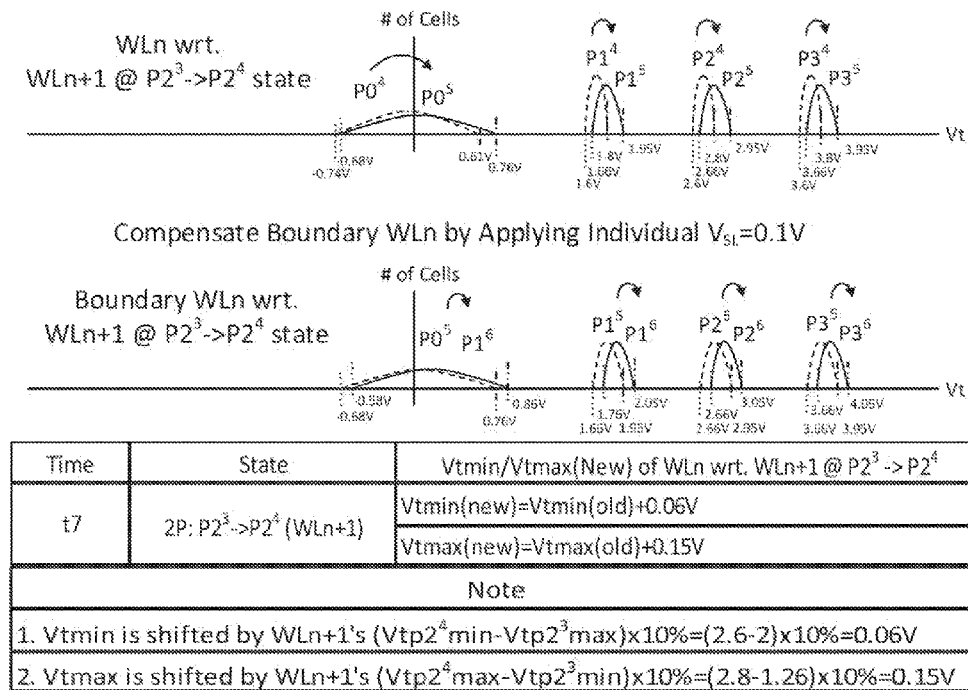 # of Cells
WLn wrt.
WLn+1 @ P2³->P2⁴ state
P0⁴
P0⁵
P1⁴
P1⁵
P2⁴
P2⁵
P3⁴
P3⁵
Vt
-0.74V
-0.68V
0.61V
0.76V
1.6V
1.66V
1.8V
1.95V
2.6V
2.66V
2.8V
2.95V
3.6V
3.66V
3.8V
3.95V
Compensate Boundary WLn by Applying Individual VSL=0.1V
# of Cells
Boundary WLn wrt.
WLn+1 @ P2³->P2⁴ state
P0⁵
P1⁶
P1⁵
P1⁶
P2⁵
P2⁶
P3⁵
P3⁶
Vt
-0.68V
-0.58V
0.76V
0.86V
1.66V
1.76V
1.95V
2.05V
2.66V
2.66V
2.95V
3.05V
3.66V
3.66V
3.95V
4.05V
Time State Vtmin/Vtmax(New) of WLn wrt. WLn+1 @ P2³ -> P2⁴
t7 2P: P2³->P2⁴ (WLn+1)
Vtmin(new)=Vtmin(old)+0.06V
Vtmax(new)=Vtmax(old)+0.15V
Note
1. Vtmin is shifted by WLn+1's (Vtp2⁴min-Vtp2³max)x10%=(2.6-2)x10%=0.06V
2. Vtmax is shifted by WLn+1's (Vtp2⁴max-Vtp2³min)x10%=(2.8-1.26)x10%=0.15V